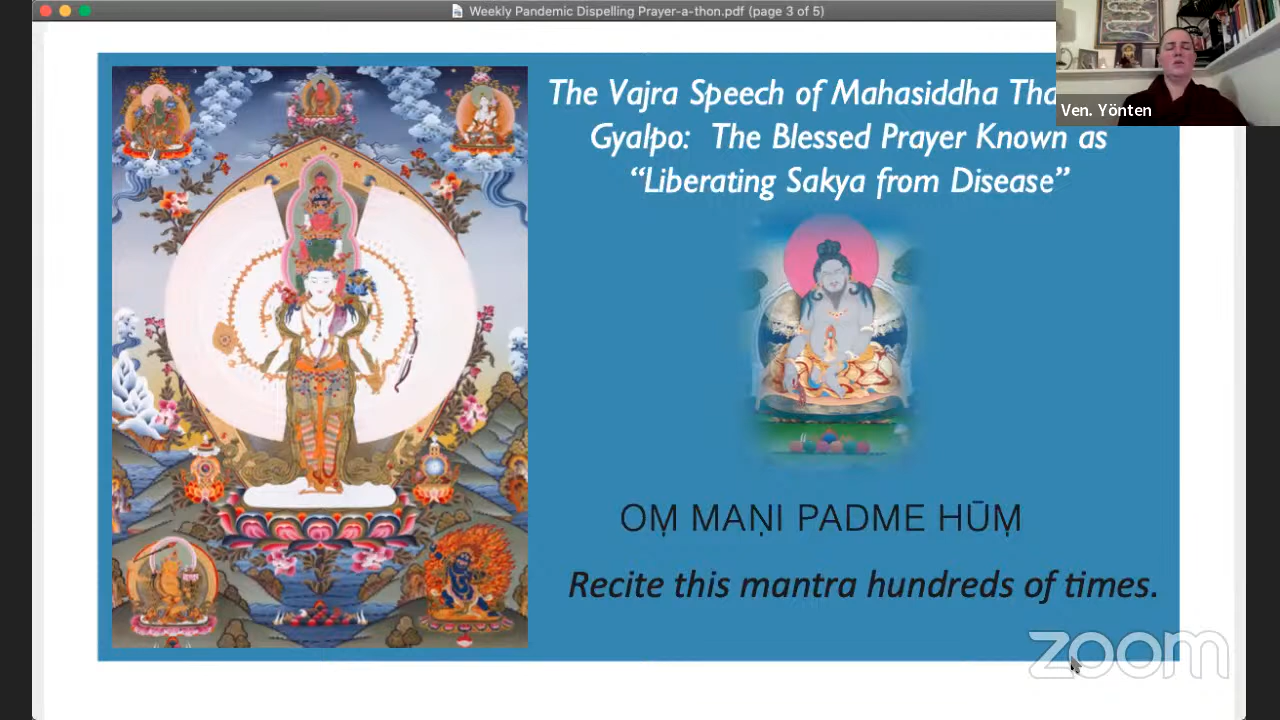 Weekly Pandemic Dispelling Prayer-a-thon.pdf (page 3 of 5)
Ven. Yönten
The Vajra Speech of Mahasiddha
Gyalpo: The Blessed Prayer Known as
“Liberating Sakya from Disease”
OṂ MAṆI PADME HŪṂ
Recite this mantra hundreds of times.
zoom